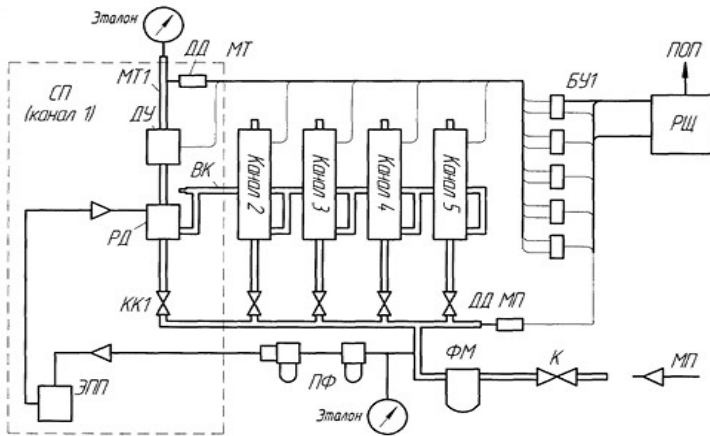 Эталон
ДД
МТ
СП
(канал 1)
МТ1
ДУ
ВК
РД
КК1
ЭПП
Канал 2
Канал 3
Канал 4
Канал 5
БУ1
ПОП
РЩ
ДД МП
ПФ
Эталон
ФМ
К
МП